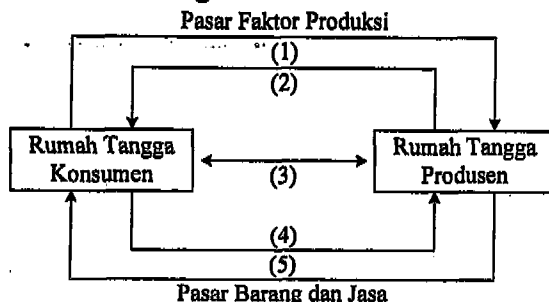 Pasar Faktor Produksi
(1)
(2)
Rumah Tangga
Konsumen
(3)
Rumah Tangga
Produsen
(4)
(5)
Pasar Barang dan Jasa